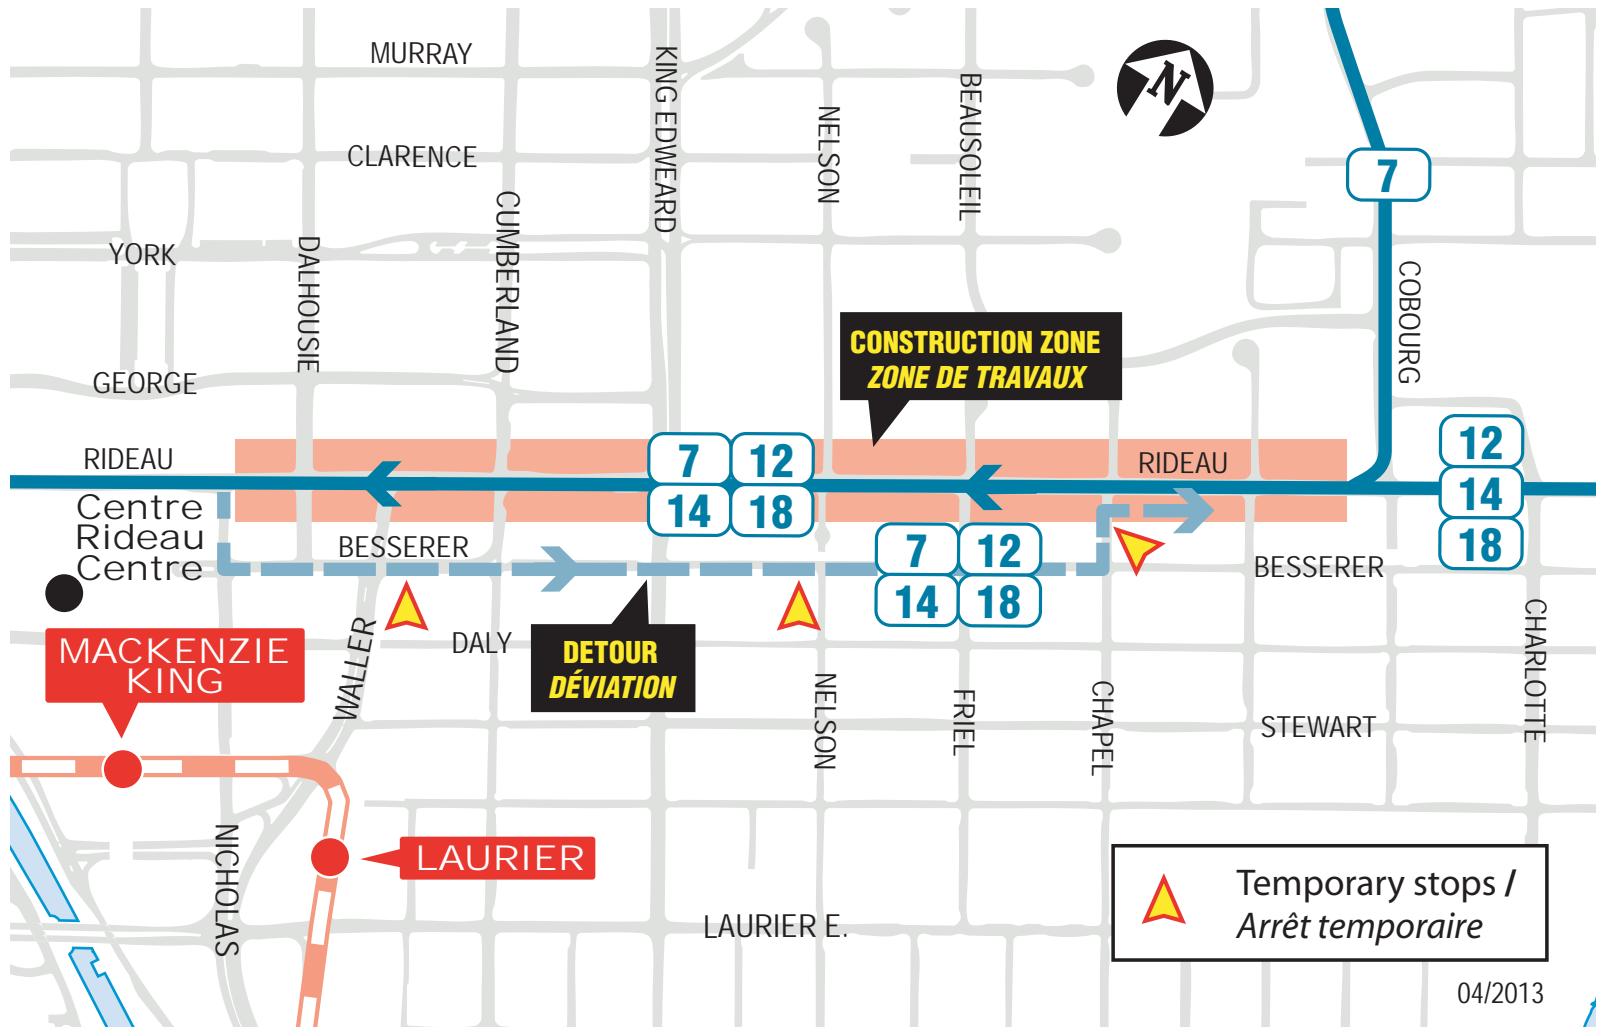 MURRAY
KING EDWEARD
BEAUSOLEIL
NELSON
N
CLARENCE
7
CUMBERLAND
YORK
DALHOUSIE
COBOURG
CONSTRUCTION ZONE
ZONE DE TRAVAUX
GEORGE
RIDEAU
7 12
14 18
RIDEAU
12
14
18
Centre
Rideau
Centre
BESSERER
7 12
14 18
BESSERER
MACKENZIE
KING
WALLER
DALY
DETOUR
DÉVIATION
NELSON
FRIEL
CHAPEL
STEWART
CHARLOTTE
NICHOLAS
LAURIER
LAURIER E.
Temporary stops /
Arrêt temporaire
04/2013